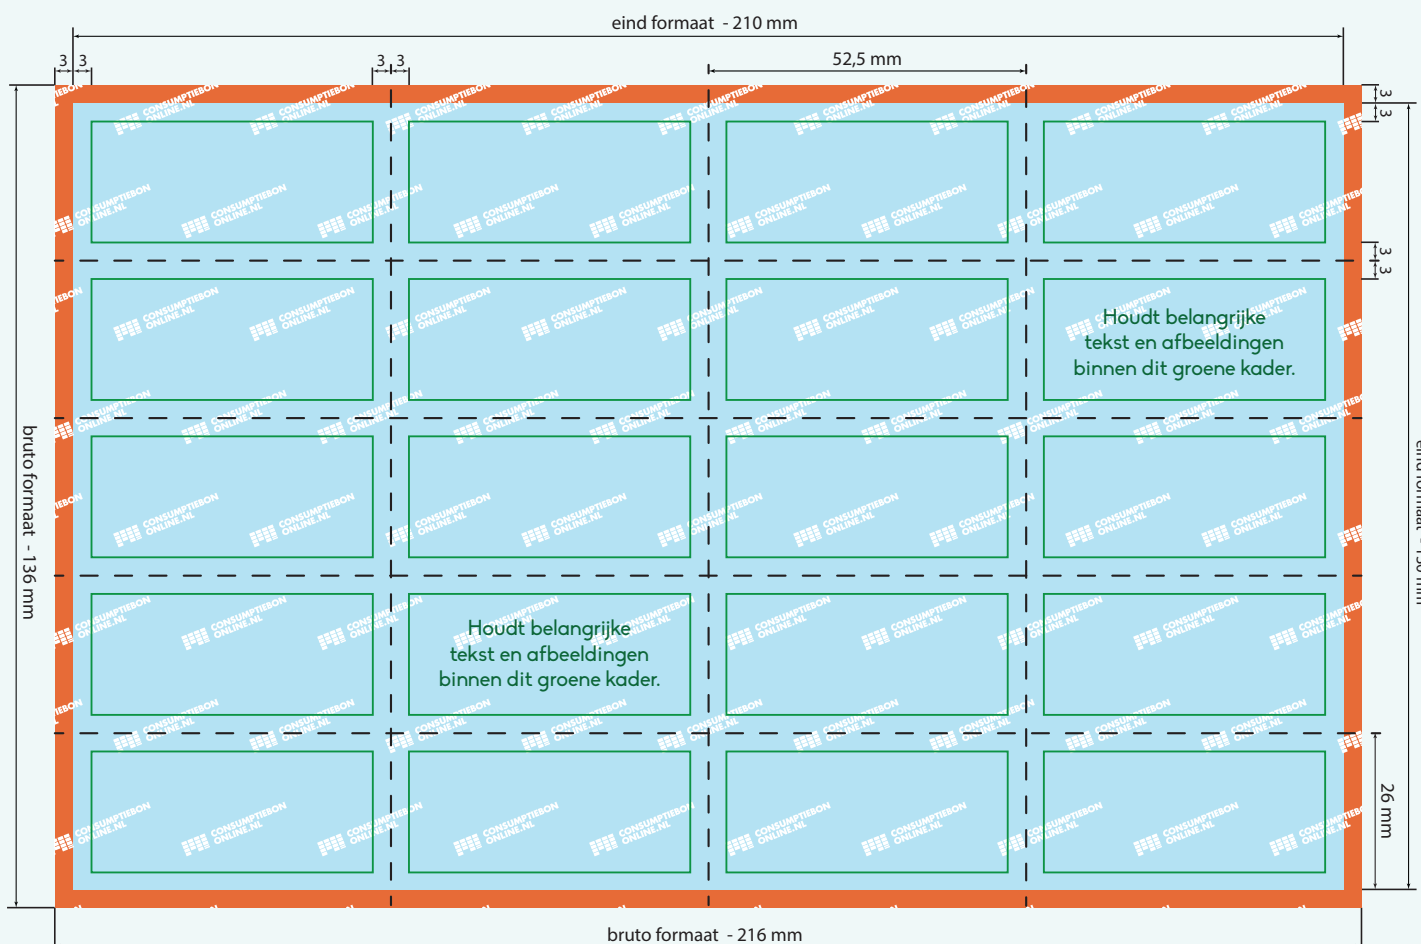 eind formaat - 210 mm
3 3 3 3
52,5 mm
3
3
CONSUMPTIEBON
ONLINE.NL
3
3
Houdt belangrijke
tekst en afbeeldingen
binnen dit groene kader.
bruto formaat - 136 mm
Houdt belangrijke
tekst en afbeeldingen
binnen dit groene kader.
26 mm
bruto formaat - 216 mm